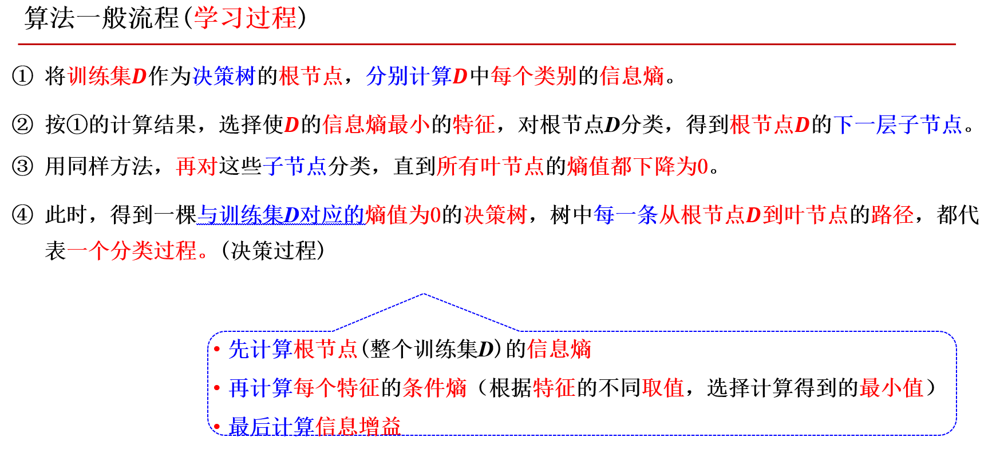 算法一般流程(学习过程)
① 将训练集D作为决策树的根节点，分别计算D中每个类别的信息熵。
② 按①的计算结果，选择使D的信息熵最小的特征，对根节点D分类，得到根节点D的下一层子节点。
③ 用同样方法，再对这些子节点分类，直到所有叶节点的熵值都下降为0。
④ 此时，得到一棵与训练集D对应的熵值为0的决策树，树中每一条从根节点D到叶节点的路径，都代
表一个分类过程。(决策过程)
• 先计算根节点(整个训练集D)的信息熵
• 再计算每个特征的条件熵（根据特征的不同取值，选择计算得到的最小值）
• 最后计算信息增益